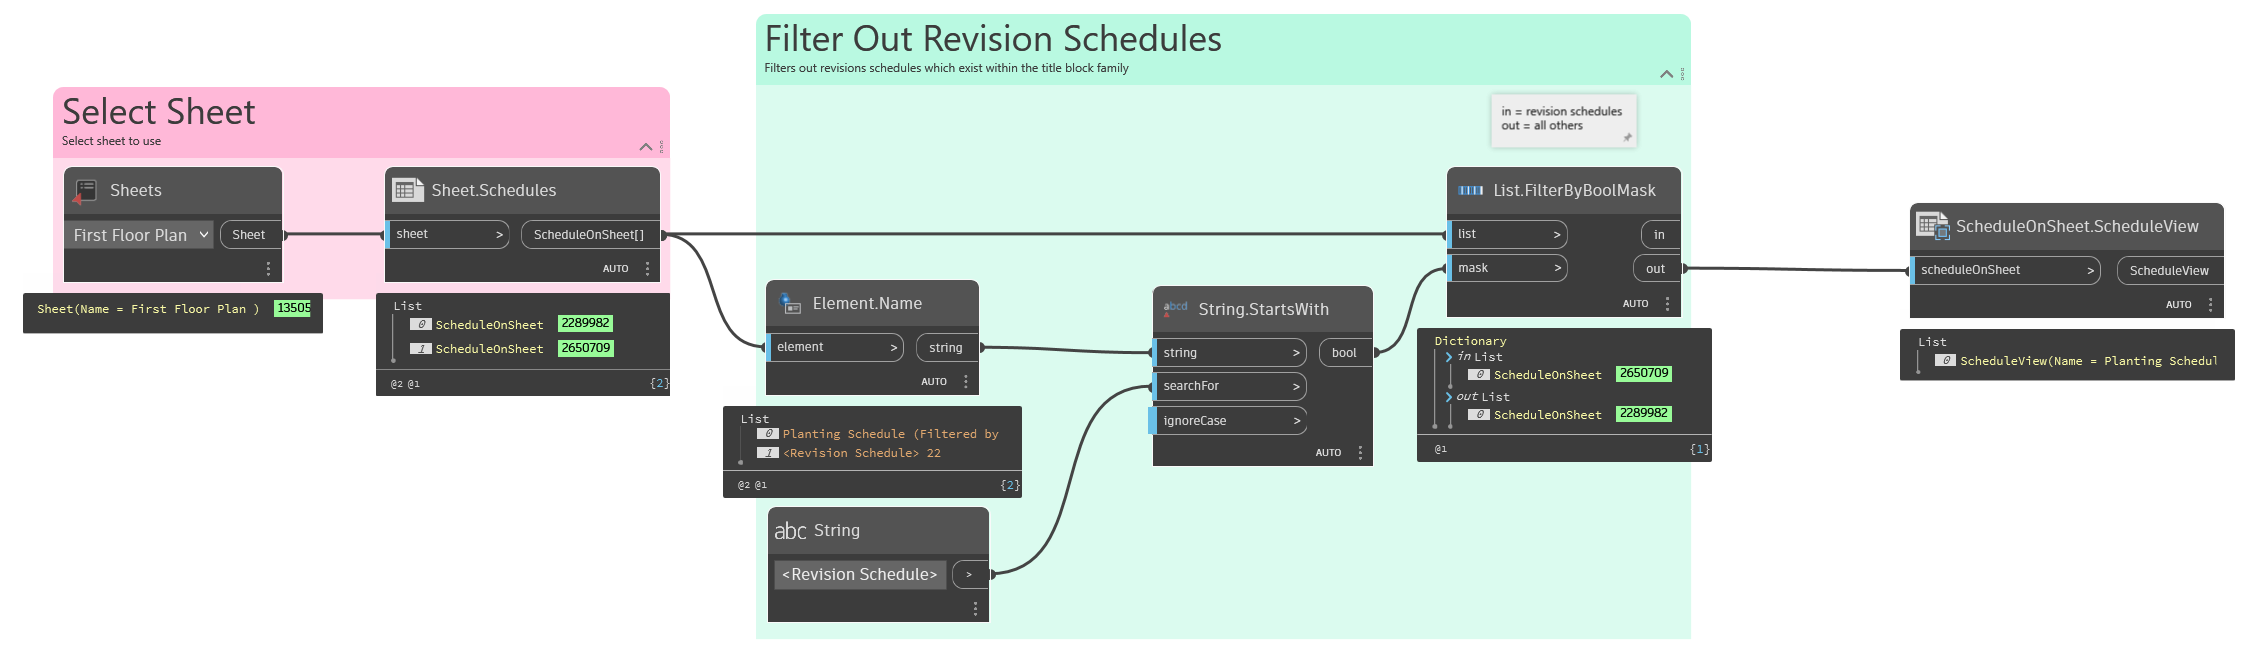 Select Sheet
Select sheet to use
Sheets
First Floor Plan
Sheet
Sheet(Name = First Floor Plan )
13505
Sheet.Schedules
sheet >
ScheduleOnSheet[]
AUTO
List
0 ScheduleOnSheet 2289982
1 ScheduleOnSheet 2650709
@2 @1
{2}
Filter Out Revision Schedules
Filters out revisions schedules which exist within the title block family
in = revision schedules
out = all others
Element.Name
element >
string
AUTO
List
0 Planting Schedule (Filtered by
1 <Revision Schedule> 22
@2 @1
{2}
abc String
<Revision Schedule>
>
abcd
String.StartsWith
string >
bool
searchFor >
ignoreCase >
AUTO
List.FilterByBoolMask
list >
in
mask >
out
AUTO
Dictionary
in List
0 ScheduleOnSheet 2650709
out List
0 ScheduleOnSheet 2289982
@1
{1}
ScheduleOnSheet.ScheduleView
scheduleOnSheet >
ScheduleView
AUTO
List
0 ScheduleView(Name = Planting Schedul